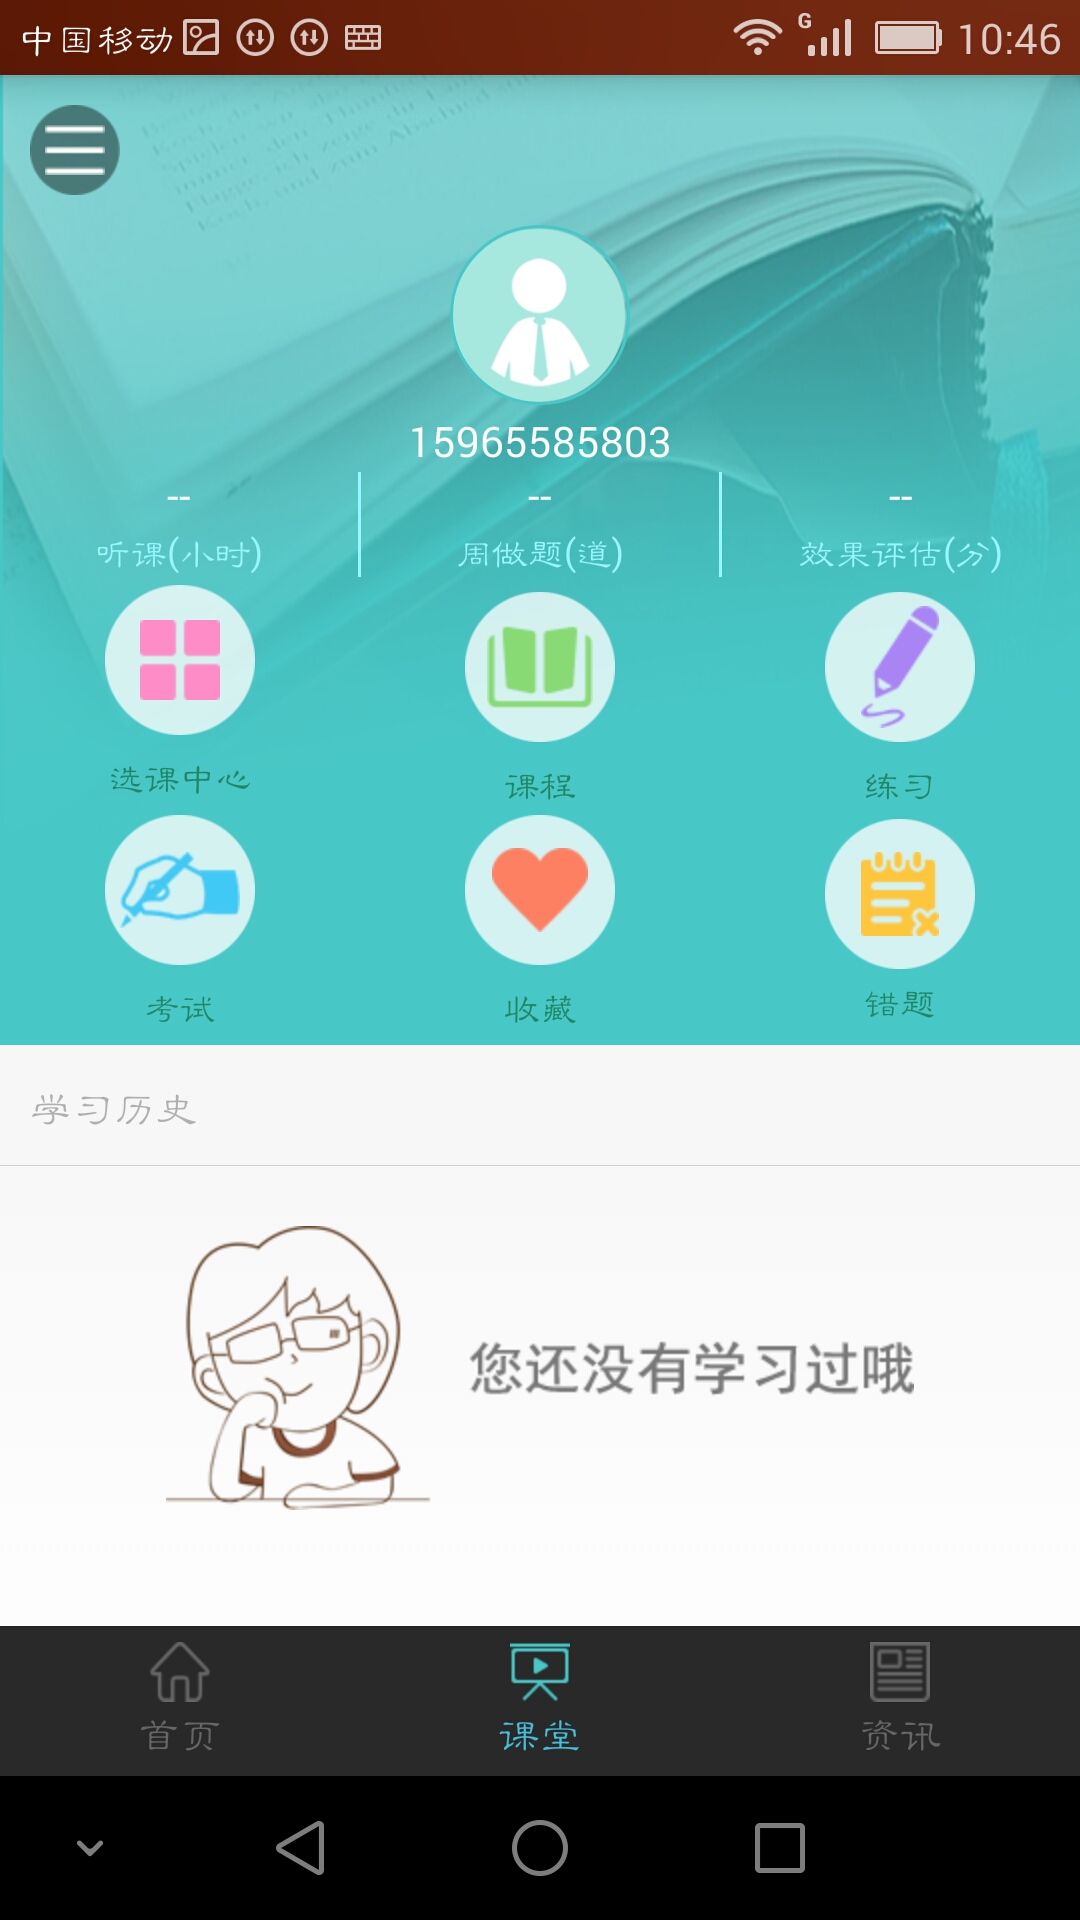 中国移动 G 10:46
15965585803
-- -- --
听课(小时) 周做题(道) 效果评估(分)
选课中心 课程 练习
考试 收藏 错题
学习历史
您还没有学习过哦
首页 课堂 资讯